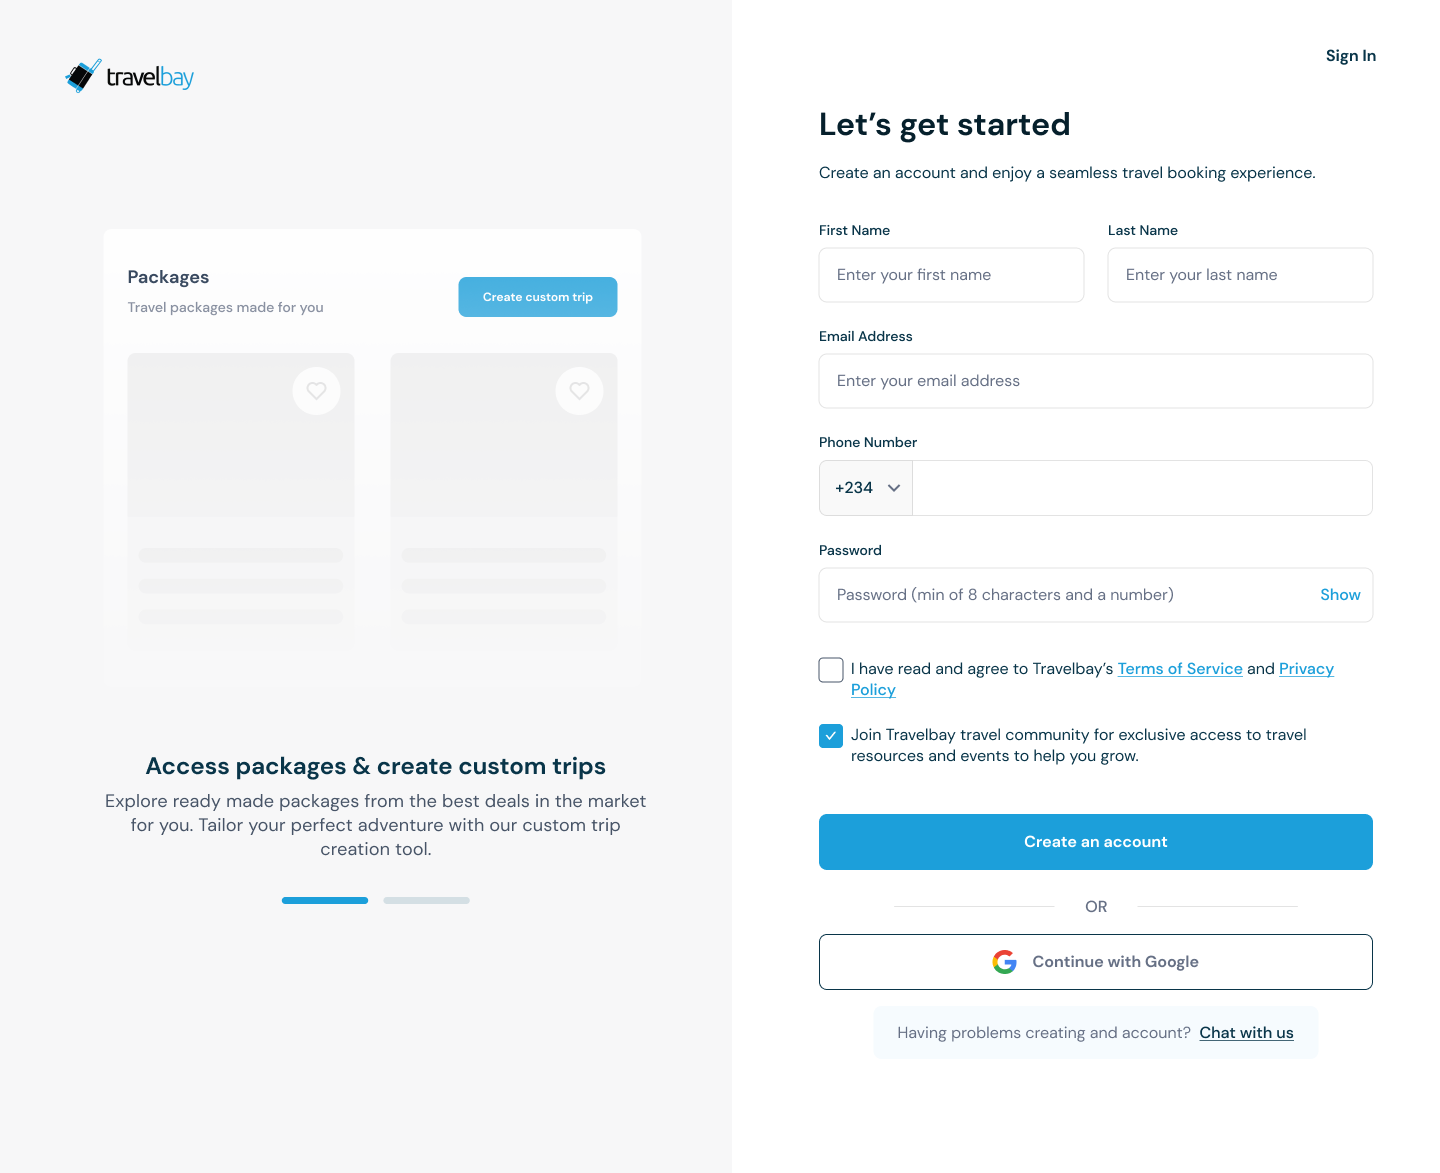 travelbay
Packages
Travel packages made for you
Create custom trip
Access packages & create custom trips
Explore ready made packages from the best deals in the market
for you. Tailor your perfect adventure with our custom trip
creation tool.
Sign In
Let’s get started
Create an account and enjoy a seamless travel booking experience.
First Name
Last Name
Enter your first name
Enter your last name
Email Address
Enter your email address
Phone Number
+234
Password
Password (min of 8 characters and a number)
Show
I have read and agree to Travelbay’s Terms of Service and Privacy
Policy
Join Travelbay travel community for exclusive access to travel
resources and events to help you grow.
Create an account
OR
Continue with Google
Having problems creating and account? Chat with us